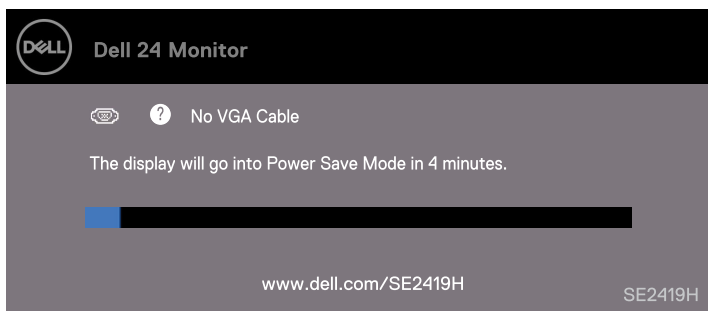 DELL
Dell 24 Monitor
? No VGA Cable
The display will go into Power Save Mode in 4 minutes.
www.dell.com/SE2419H
SE2419H